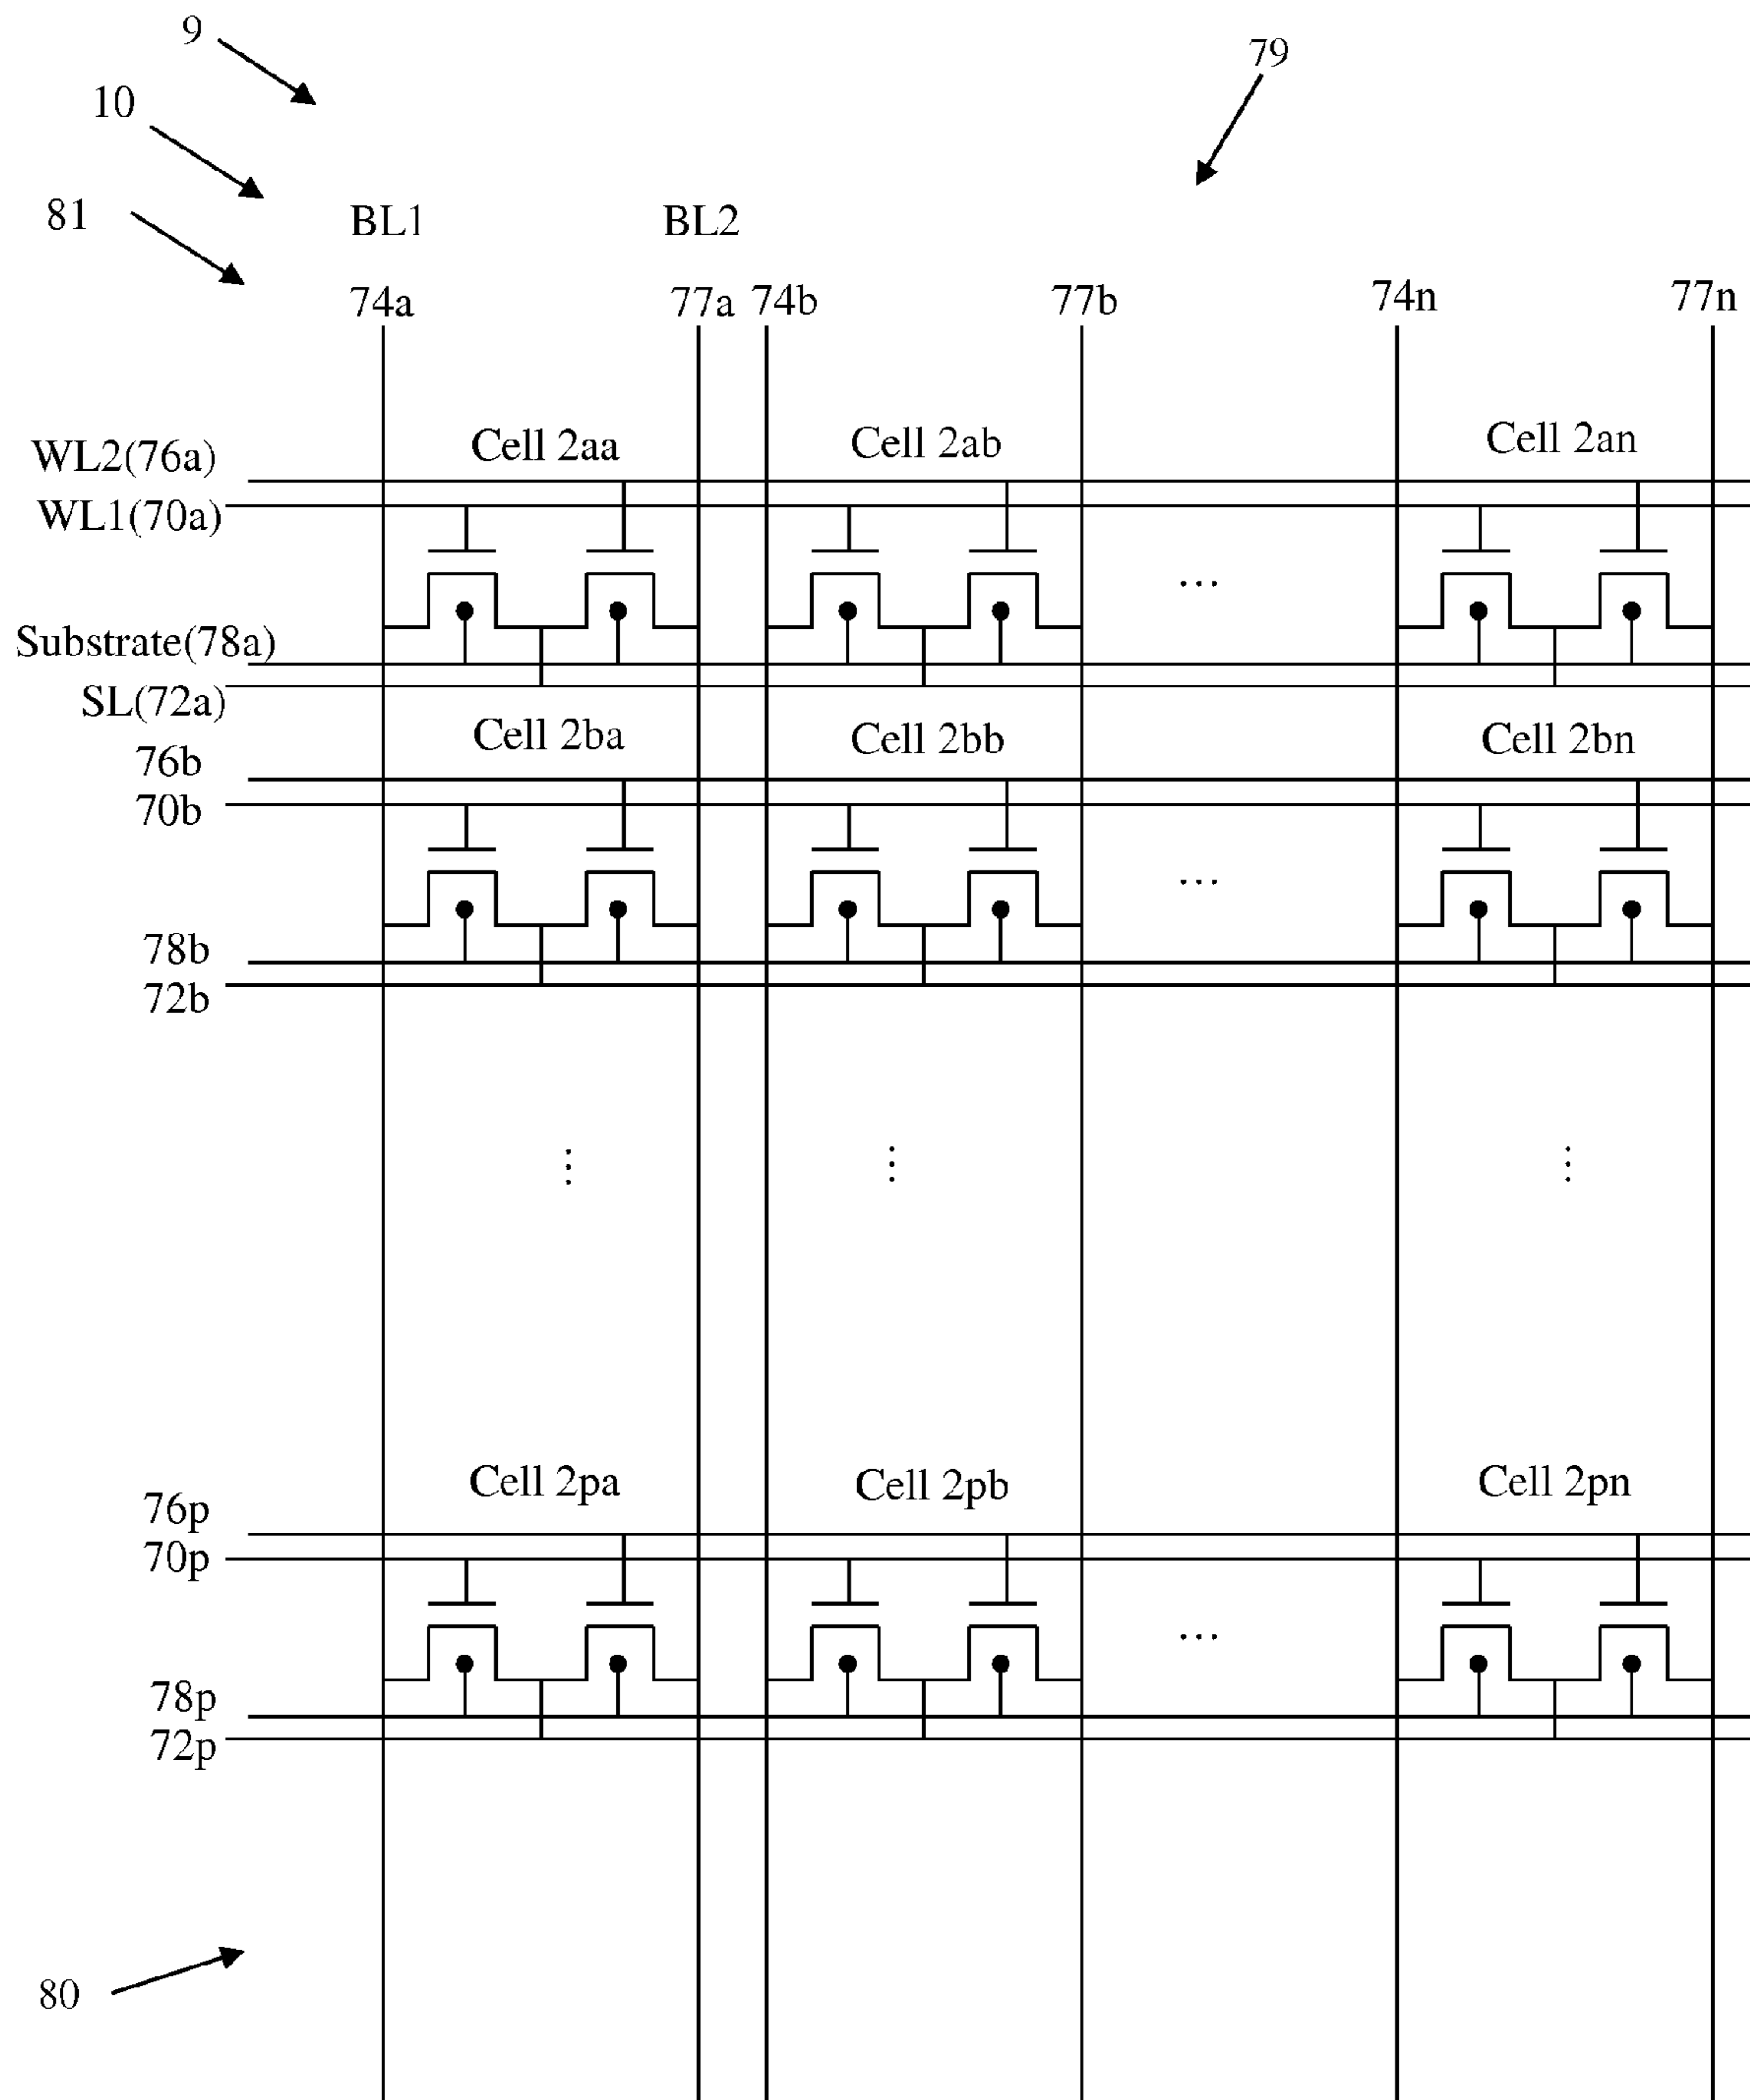 9
79
10
81
BL1 BL2
74a 77a 74b 77b 74n 77n
Cell 2aa Cell 2ab Cell 2an
WL2(76a)
WL1(70a)
...
Substrate(78a)
SL(72a)
Cell 2ba Cell 2bb Cell 2bn
76b
70b
...
78b
72b
Cell 2pa Cell 2pb Cell 2pn
76p
70p
...
78p
72p
80